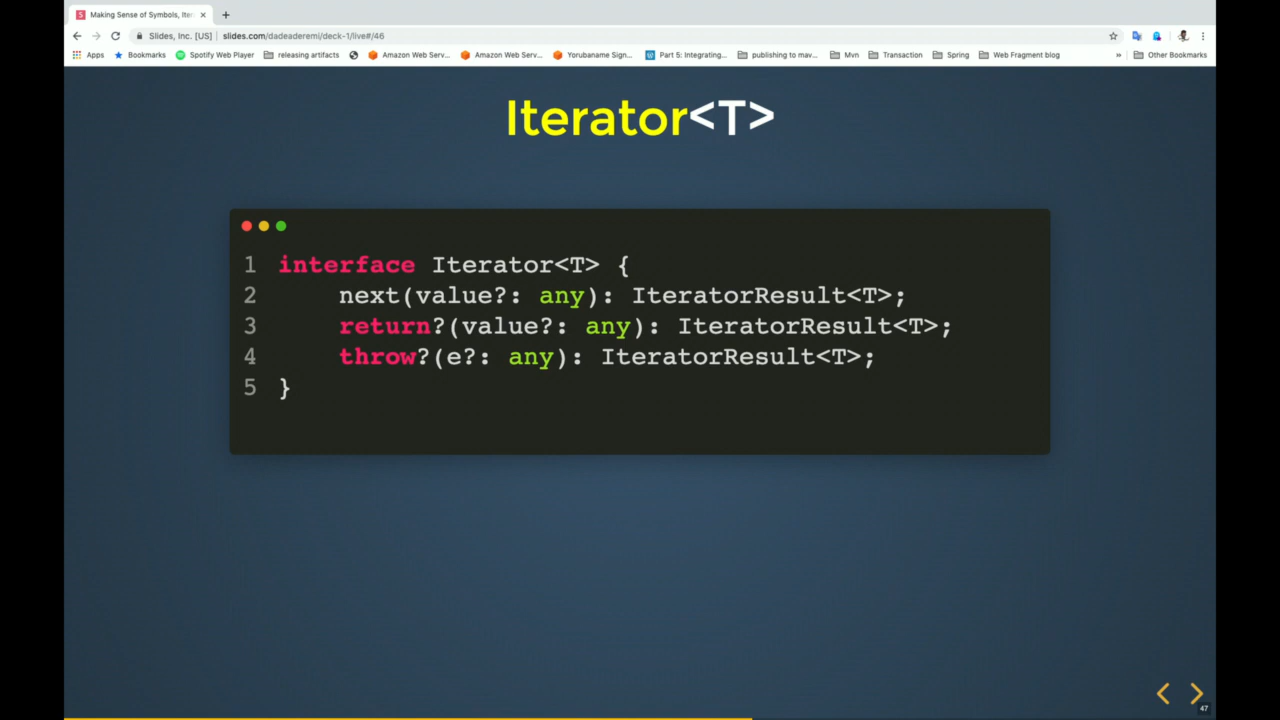 Making Sense of Symbols, Iter
Slides, Inc. [US] slides.com/dadeaderemi/deck-1/live#/46
Apps Bookmarks Spotify Web Player releasing artifacts Amazon Web Serv... Amazon Web Serv... Yorubaname Sign... Part 5: Integrating... publishing to mav... Mvn Transaction Spring Web Fragment blog » Other Bookmarks
Iterator<T>
1 interface Iterator<T> {
2 next(value?: any): IteratorResult<T>;
3 return?(value?: any): IteratorResult<T>;
4 throw?(e?: any): IteratorResult<T>;
5 }
47